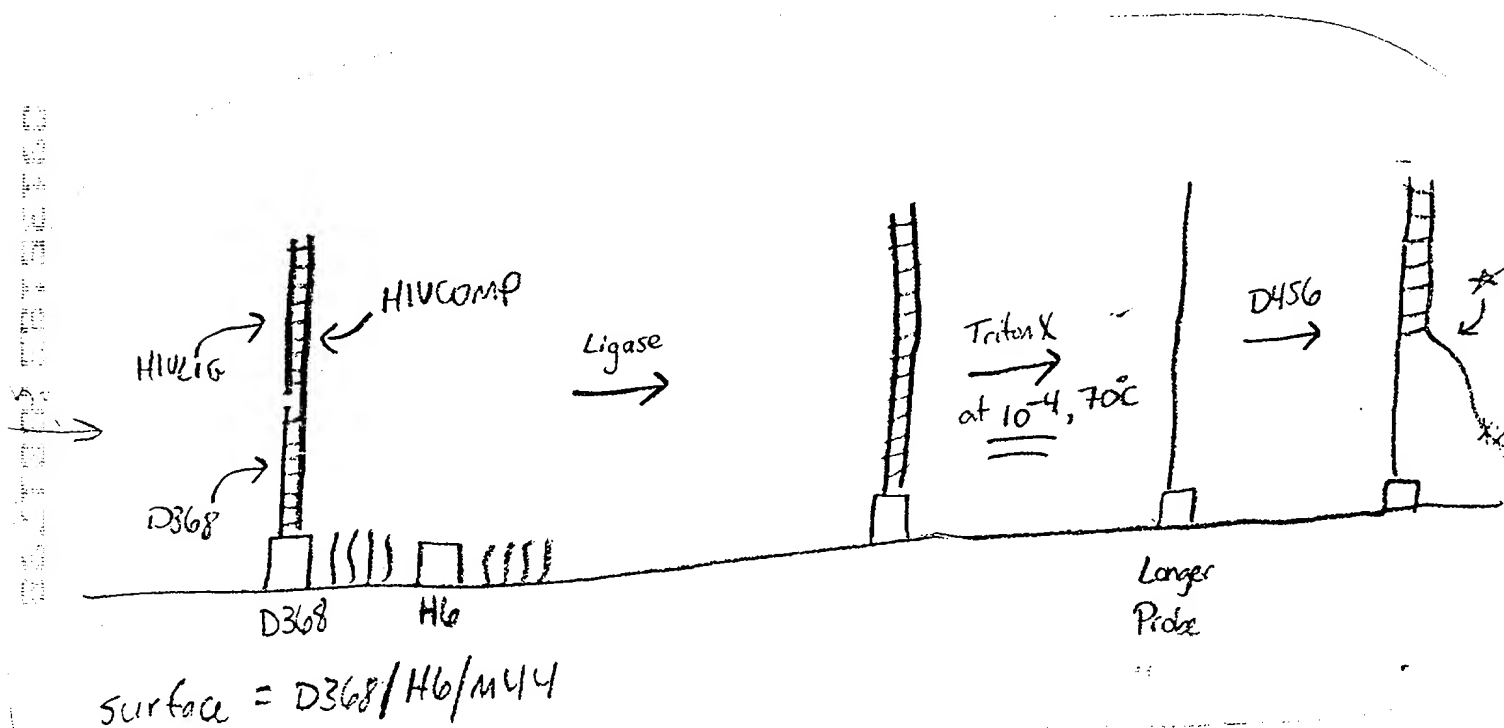 HIVCOMP
HIVLIG
D368
Ligase
Triton X
at 10⁻⁴, 70°C
D456
D368
H6
Longer
Probe
surface = D368/H6/M44